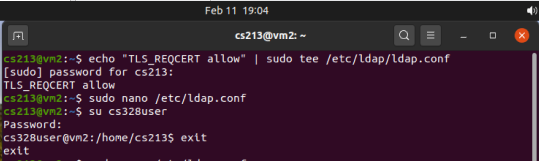 Feb 11 19:04
cs213@vm2: ~
cs213@vm2:~$ echo "TLS_REQCERT allow" | sudo tee /etc/ldap/ldap.conf
[sudo] password for cs213:
TLS_REQCERT allow
cs213@vm2:~$ sudo nano /etc/ldap.conf
cs213@vm2:~$ su cs328user
Password:
cs328user@vm2:/home/cs213$ exit
exit